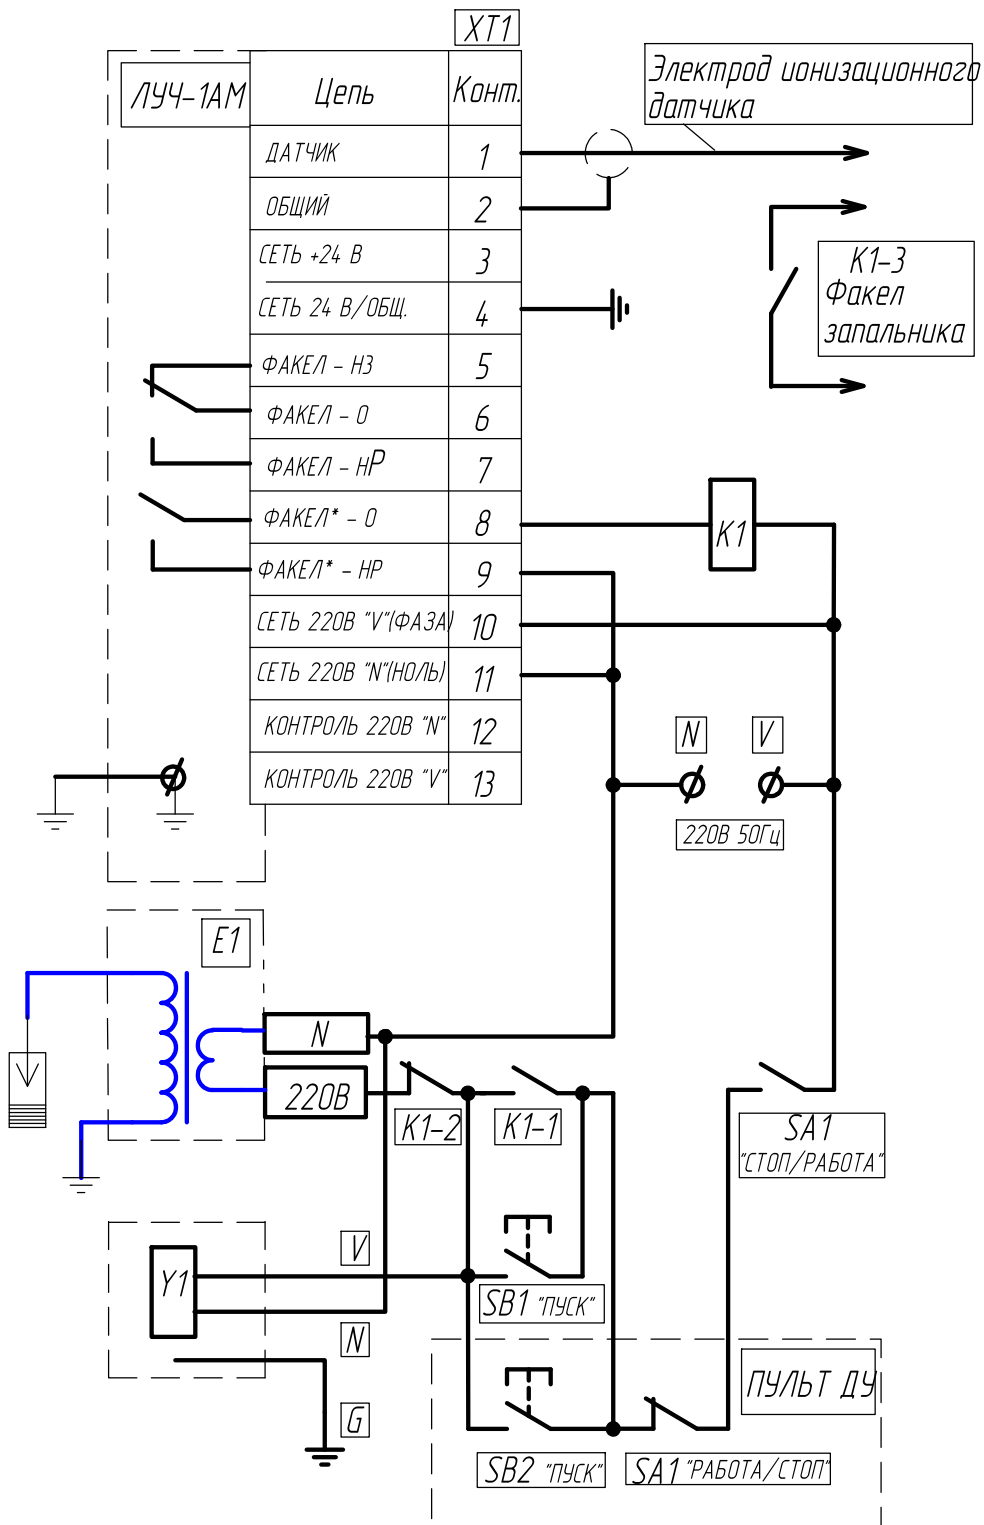 XT1
ЛУЧ-1АМ
Цепь
Конт.
Электрод ионизационного
датчика
ДАТЧИК
1
ОБЩИЙ
2
СЕТЬ +24 В
3
СЕТЬ 24 В/ОБЩ.
4
К1-3
Факел
запальника
ФАКЕЛ - НЗ
5
ФАКЕЛ - О
6
ФАКЕЛ - НР
7
ФАКЕЛ* - О
8
К1
ФАКЕЛ* - НР
9
СЕТЬ 220В "V"(ФАЗА)
10
СЕТЬ 220В "N"(НОЛЬ)
11
КОНТРОЛЬ 220В "N"
12
КОНТРОЛЬ 220В "V"
13
N
V
220В 50Гц
E1
N
220В
К1-2
К1-1
SA1
"СТОП/РАБОТА"
Y1
V
N
G
SB1 "ПУСК"
ПУЛЬТ ДУ
SB2 "ПУСК"
SA1 "РАБОТА/СТОП"